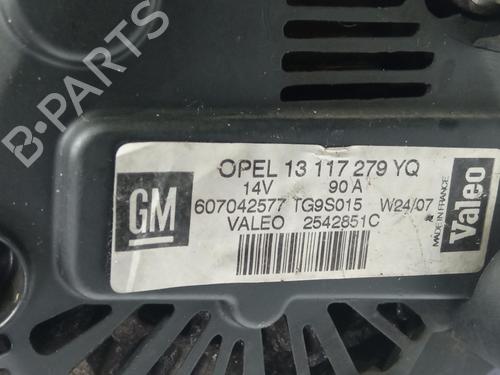 OPEL 13 117 279 YQ
14V 90 A
607042577 TG9S015 W24/07
VALEO 2542851C
GM
MADE IN FRANCE
Valeo
B-PARTS